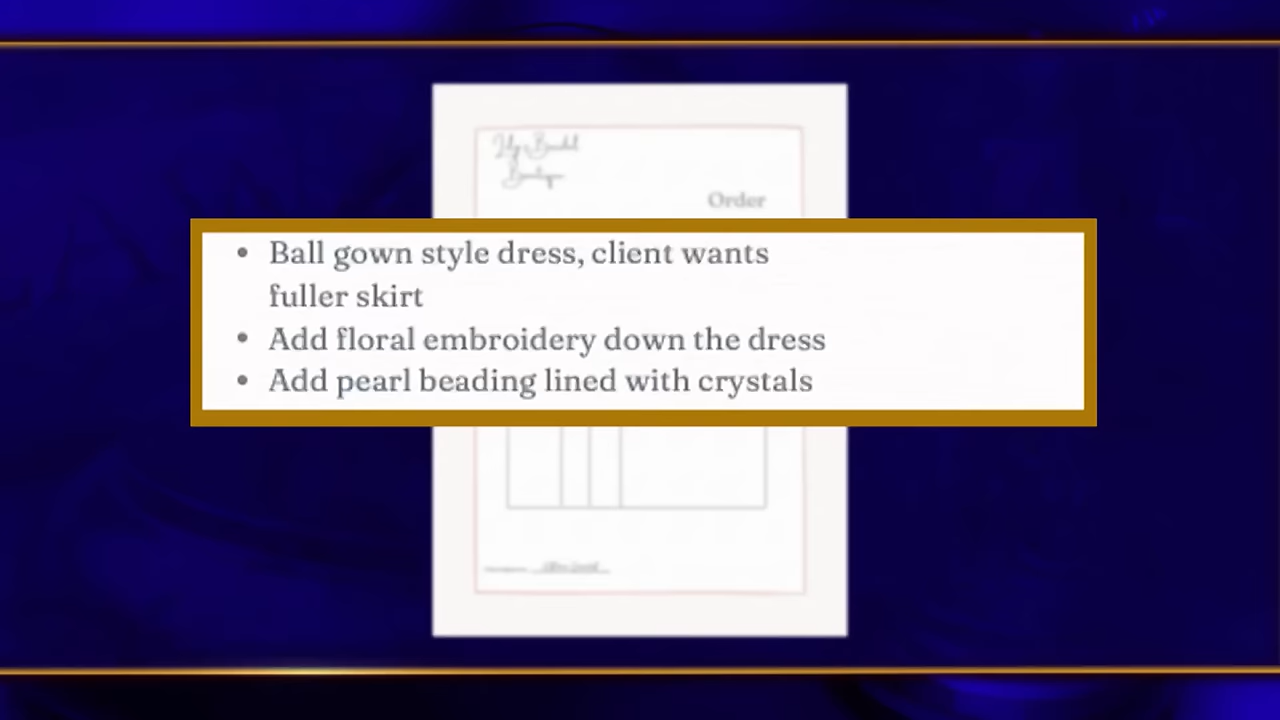 Order
• Ball gown style dress, client wants
fuller skirt
• Add floral embroidery down the dress
• Add pearl beading lined with crystals